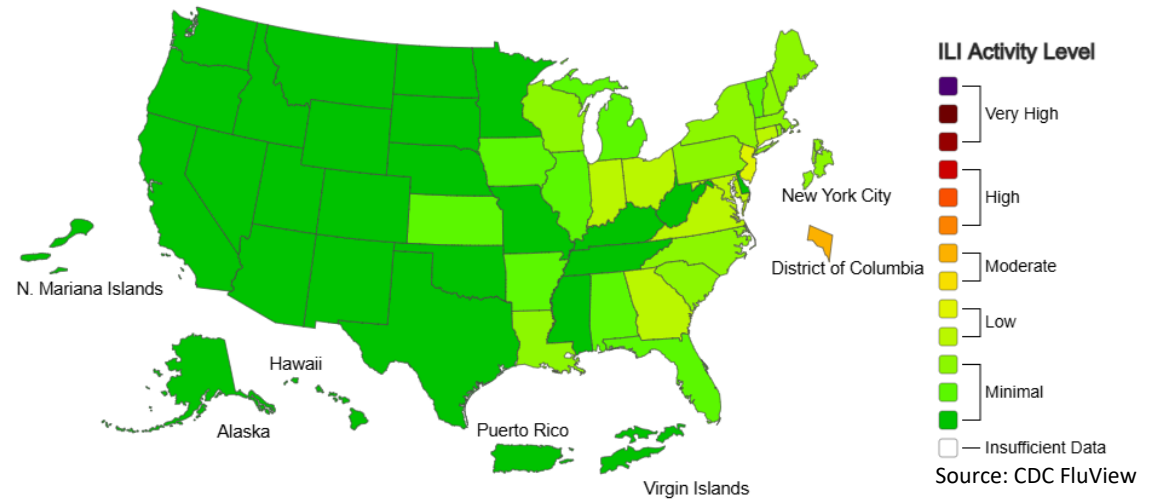 ILI Activity Level
Very High
High
Moderate
Low
Minimal
Insufficient Data
Source: CDC FluView
New York City
District of Columbia
N. Mariana Islands
Hawaii
Alaska
Puerto Rico
Virgin Islands